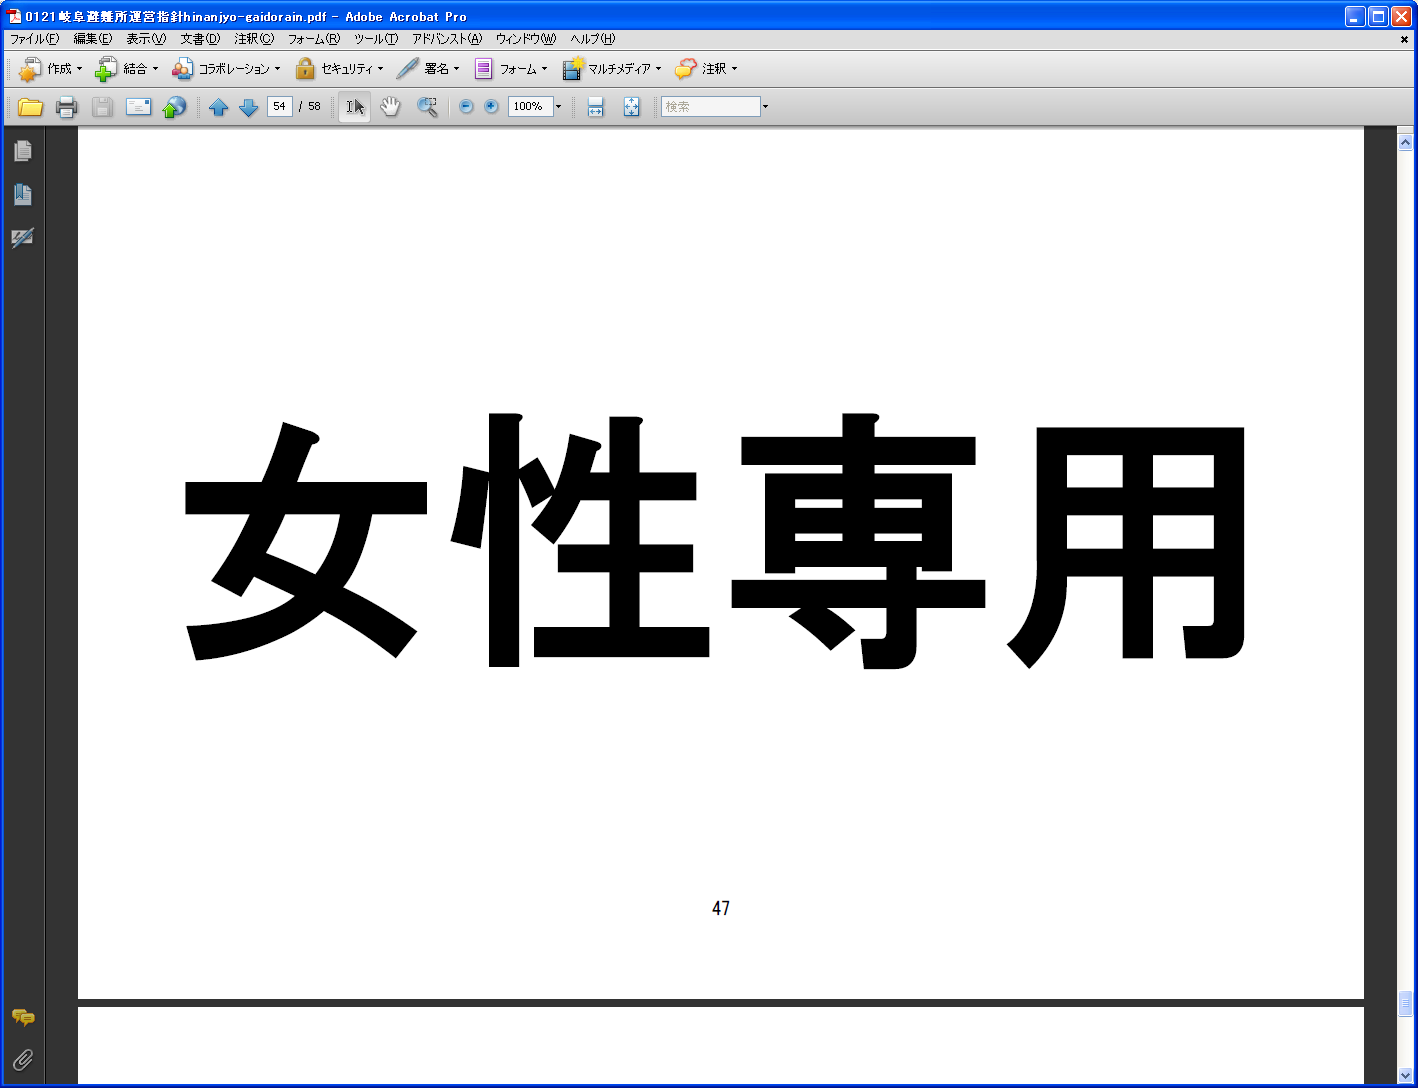 0121岐阜避難所運営指針hinanjyo-gaidorain.pdf - Adobe Acrobat Pro
ファイル(F) 編集(E) 表示(V) 文書(D) 注釈(C) フォーム(R) ツール(T) アドバンスト(A) ウィンドウ(W) ヘルプ(H)
作成 結合 コラボレーション セキュリティ 署名 フォーム マルチメディア 注釈
54 / 58 100% 検索
女性専用
47